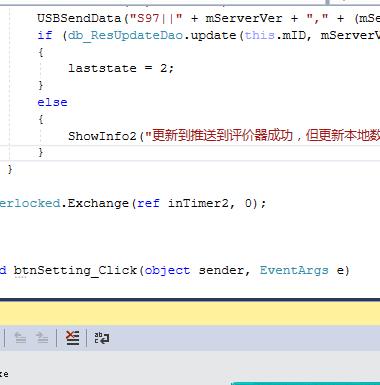 USBSendData("S97||" + mServerVer + "," + (mSe
if (db_ResUpdateDao.update(this.mID, mServerV
{
laststate = 2;
}
else
{
ShowInfo2("更新到推送到评价器成功，但更新本地数
}
}
erlocked.Exchange(ref inTimer2, 0);
d btnSetting_Click(object sender, EventArgs e)